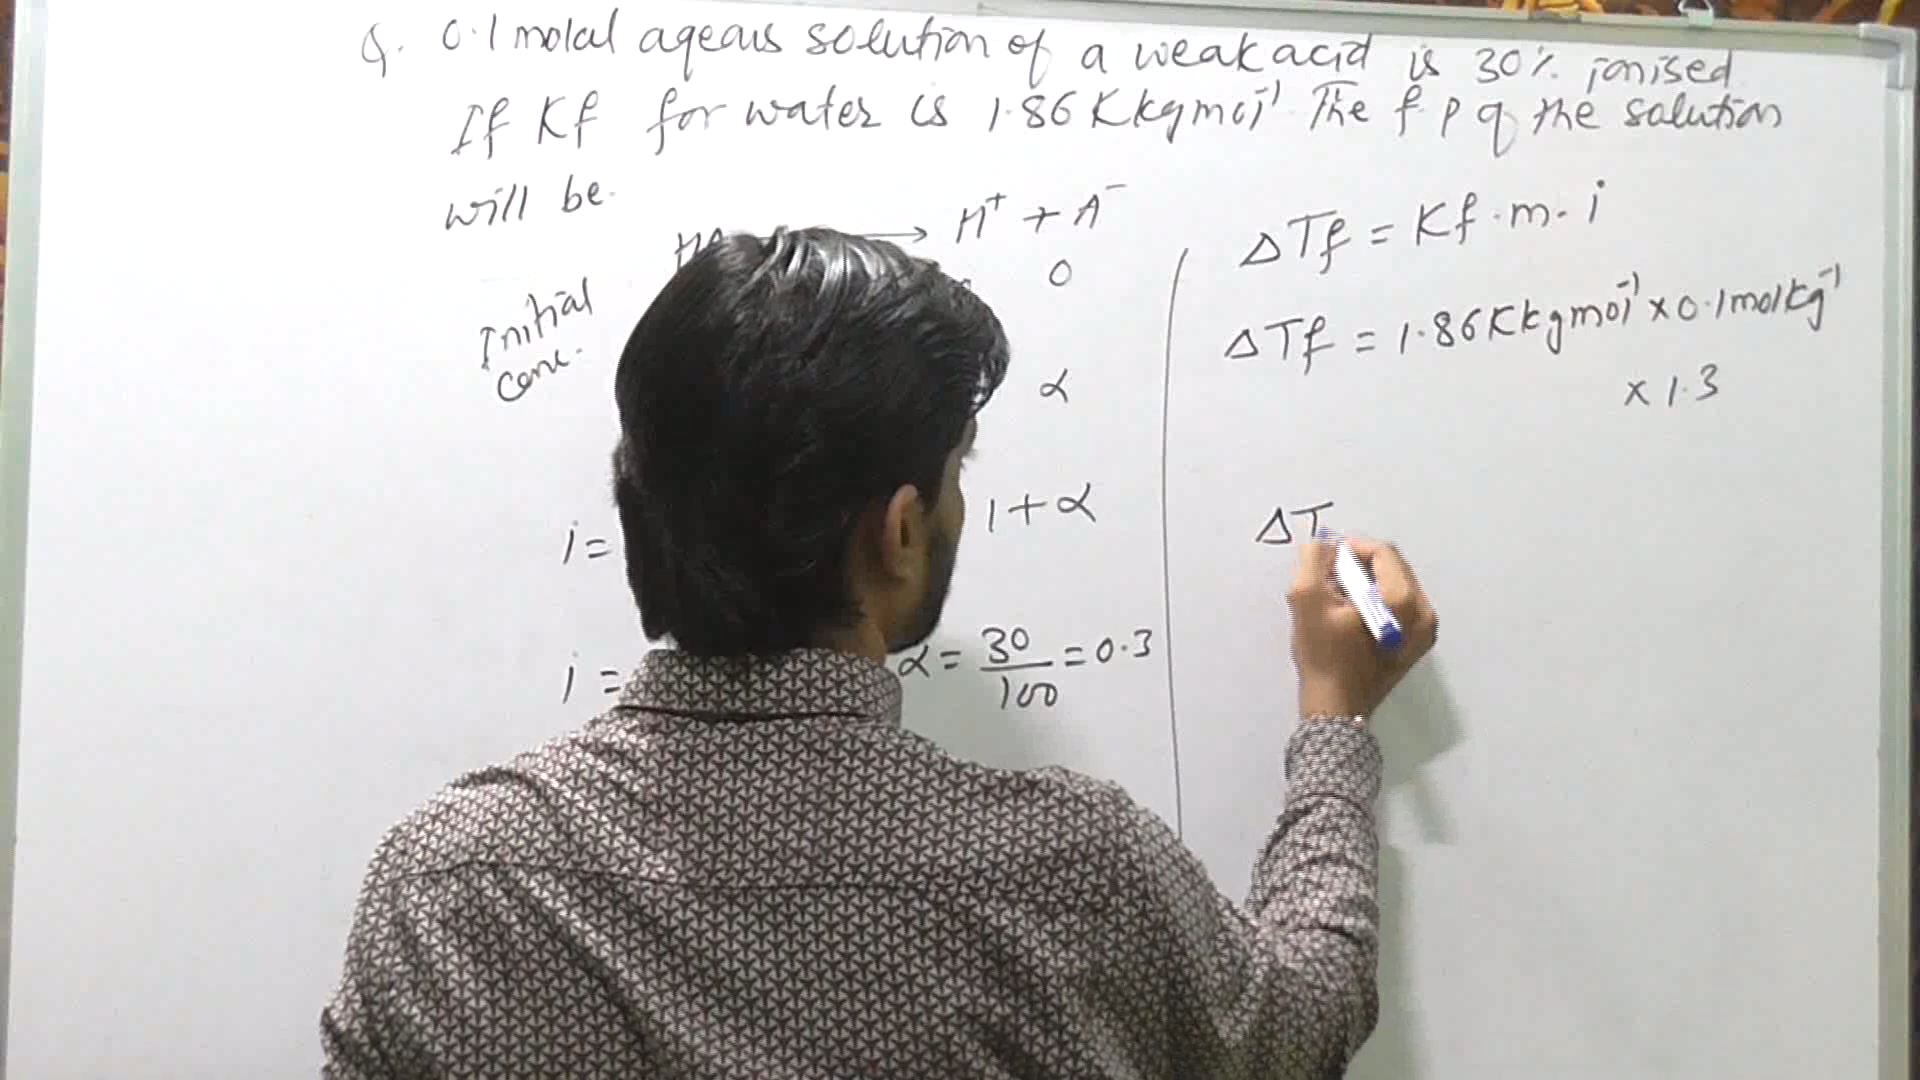 Q. 0.1 molal aqeous solution of a weak acid is 30% ionised
If Kf for water is 1.86 K kg mol⁻¹ The f.p of the solution
will be.
HA → H⁺ + A⁻
0
Initial
conc.
α
i = 1+α
i = α = 30/100 = 0.3
ΔTf = Kf . m . i
ΔTf = 1.86 K kg mol⁻¹ × 0.1 mol kg⁻¹
× 1.3
ΔT